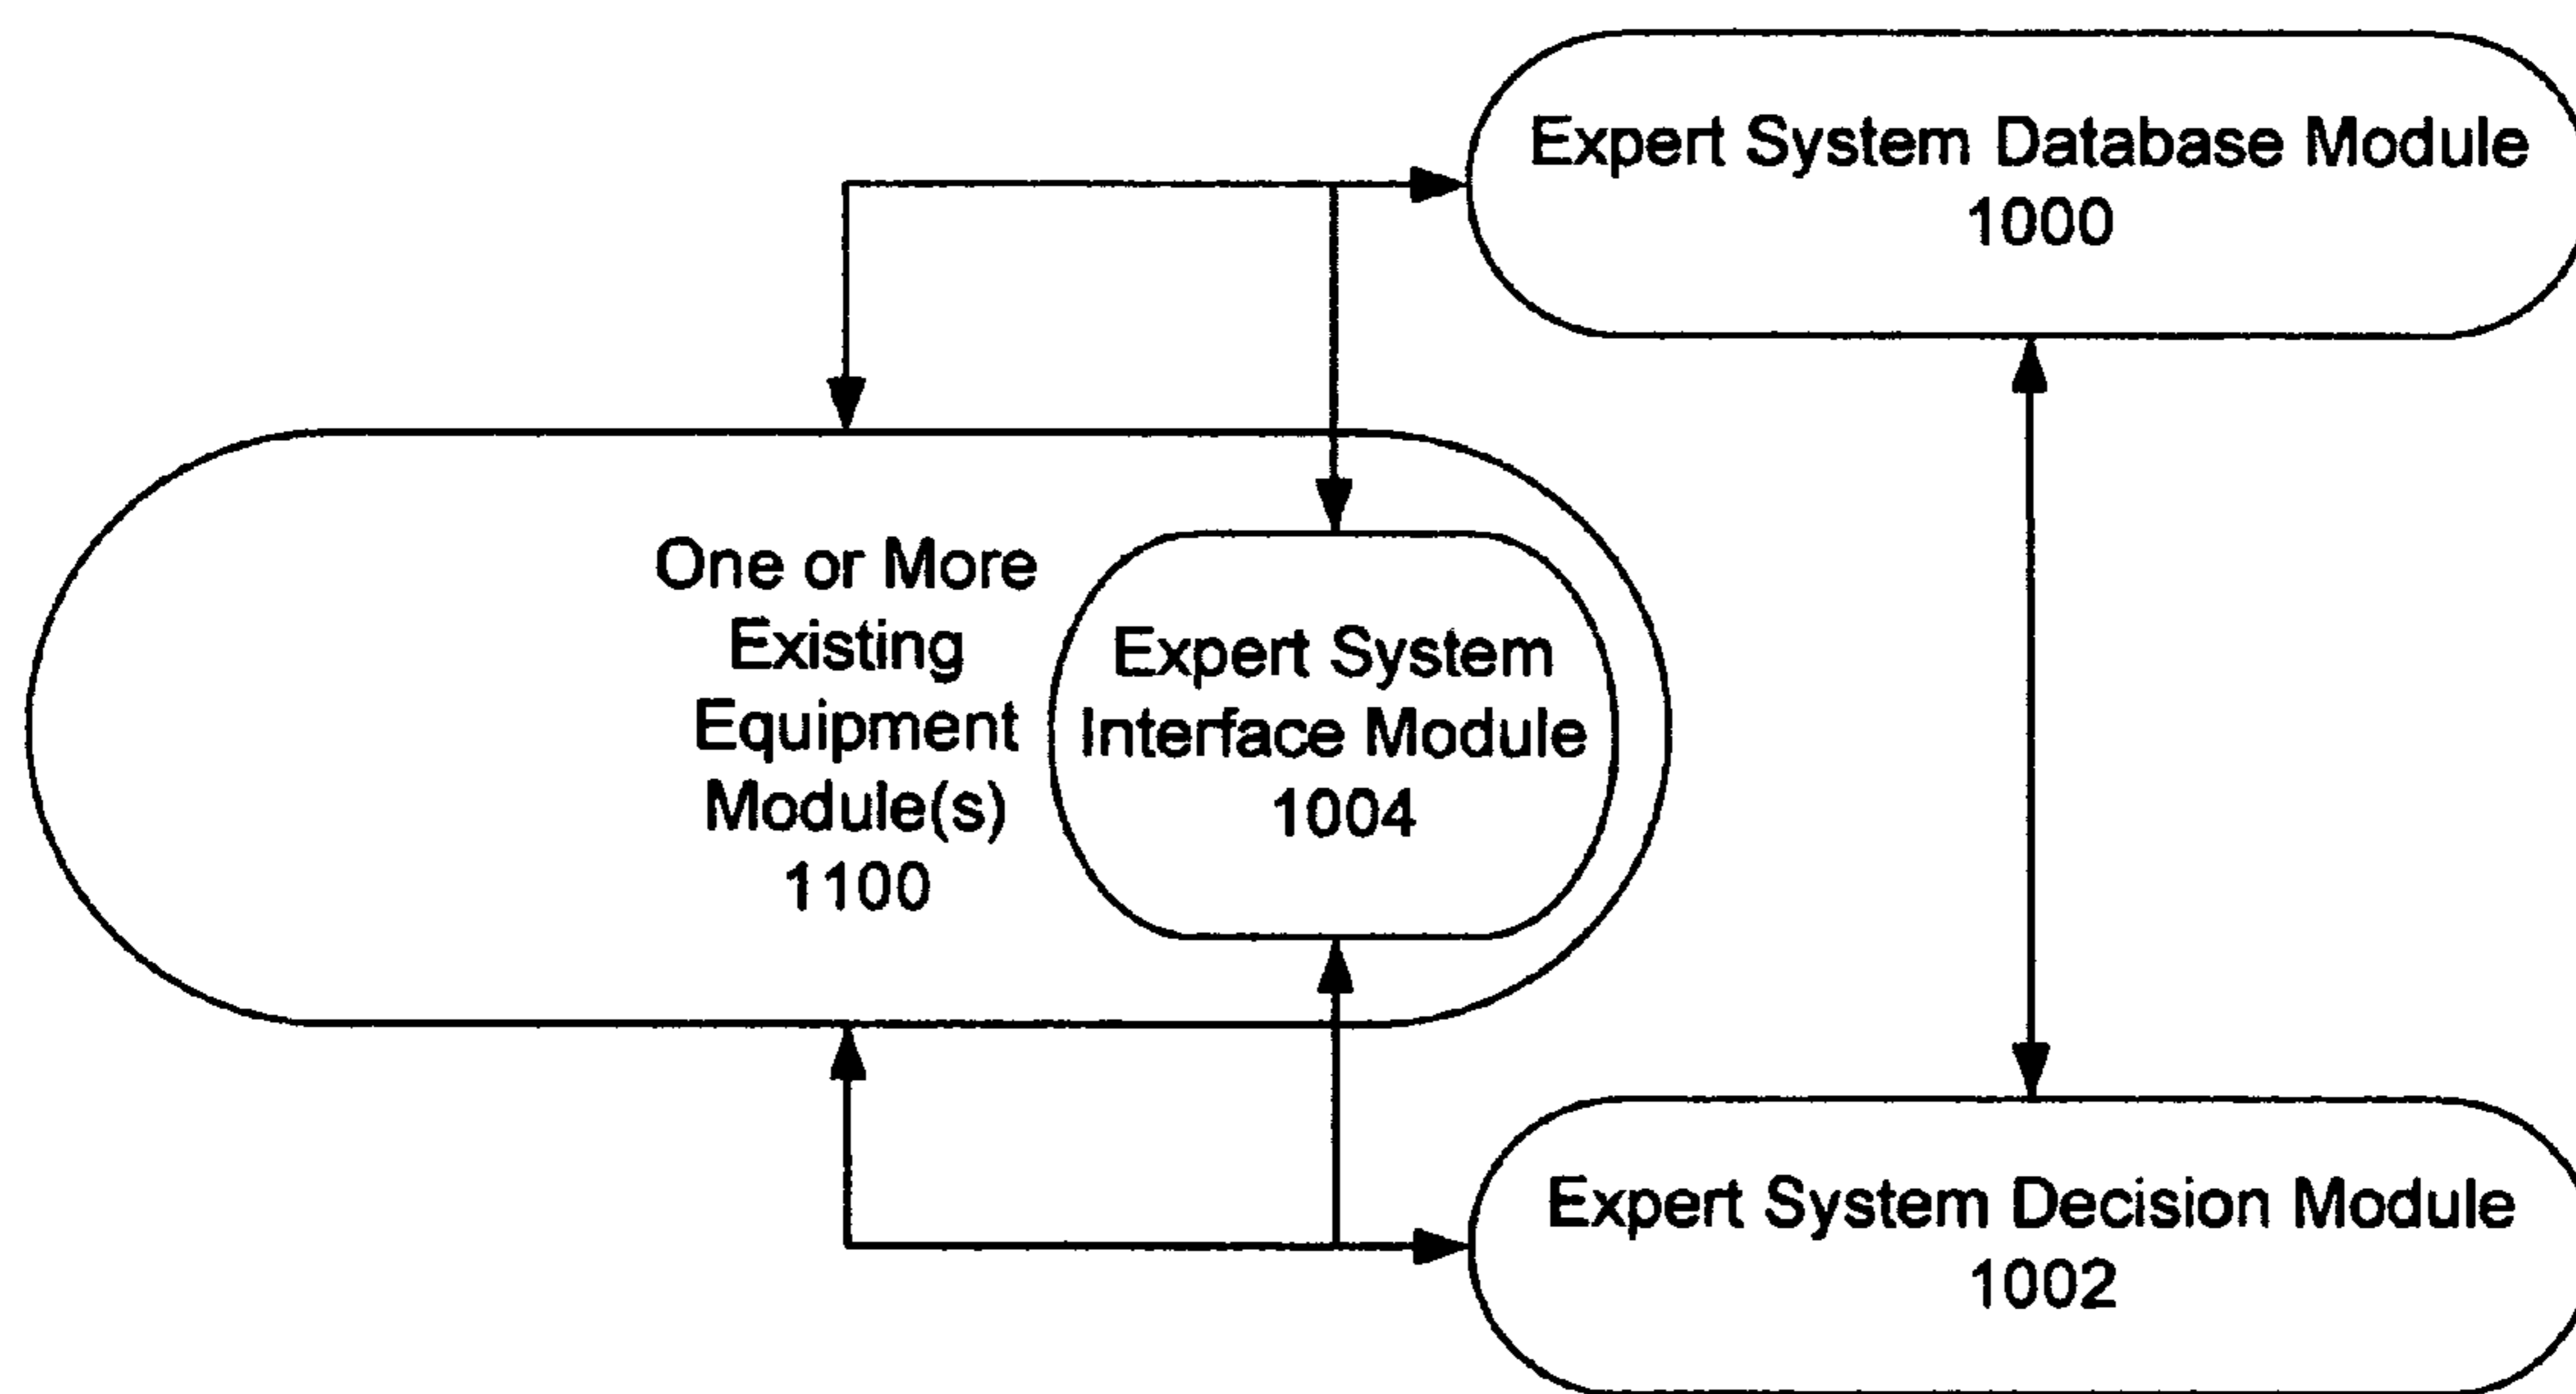 Expert System Database Module
1000
One or More
Existing
Equipment
Module(s)
1100
Expert System
Interface Module
1004
Expert System Decision Module
1002